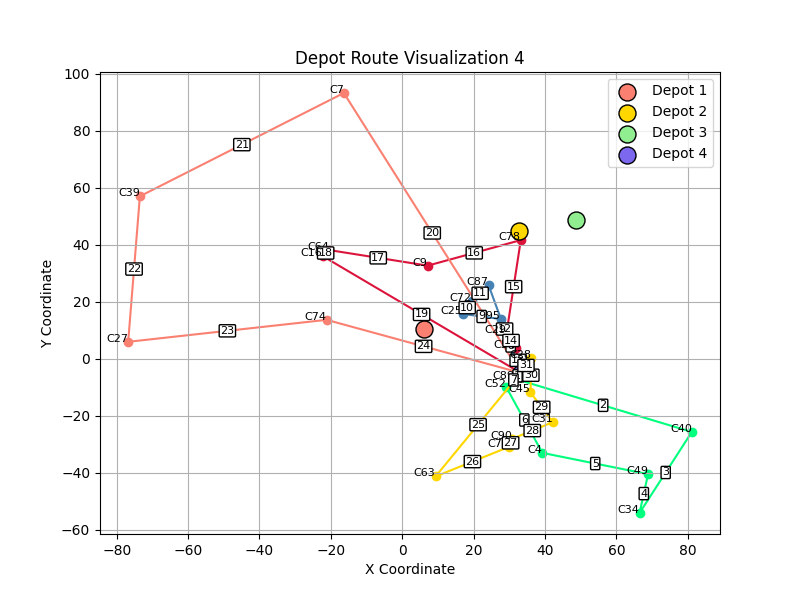 Depot Route Visualization 4
Depot 1
Depot 2
Depot 3
Depot 4
Y Coordinate
100
80
60
40
20
0
−20
−40
−60
C7
21
C39
20
C78
C64
C16
18
17
C9
16
22
C87
15
11
C72
10
C25
19
9
C95
14
C27
23
C74
24
31
30
C52
7
C45
2
29
C31
6
28
25
C40
C90
27
C4
26
C63
5
C49
3
4
C34
−80
−60
−40
−20
0
20
40
60
80
X Coordinate